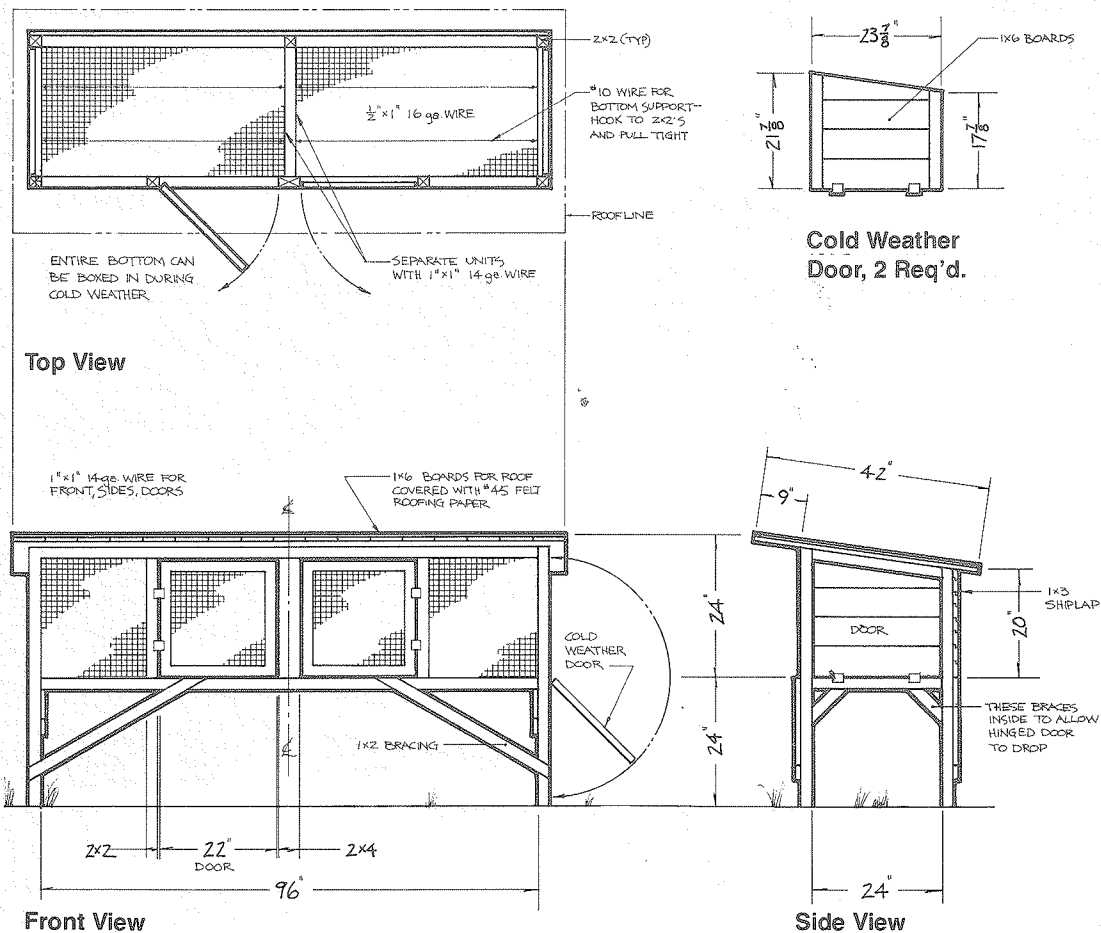 2x2 (TYP)
#10 WIRE FOR
BOTTOM SUPPORT-
HOOK TO 2x2'S
AND PULL TIGHT
1/2"x1" 16 ga. WIRE
ROOFLINE
ENTIRE BOTTOM CAN
BE BOXED IN DURING
COLD WEATHER
SEPARATE UNITS
WITH 1"x1" 14 ga. WIRE
Top View
23 7/8"
1x6 BOARDS
21 7/8"
17 7/8"
Cold Weather
Door, 2 Req'd.
1"x1" 14 ga. WIRE FOR
FRONT, SIDES, DOORS
1x6 BOARDS FOR ROOF
COVERED WITH #45 FELT
ROOFING PAPER
℄
COLD
WEATHER
DOOR
1x2 BRACING
℄
24"
24"
2x2
22"
DOOR
2x4
96"
Front View
42"
9"
1x3
SHIPLAP
20"
DOOR
THESE BRACES
INSIDE TO ALLOW
HINGED DOOR
TO DROP
24"
Side View